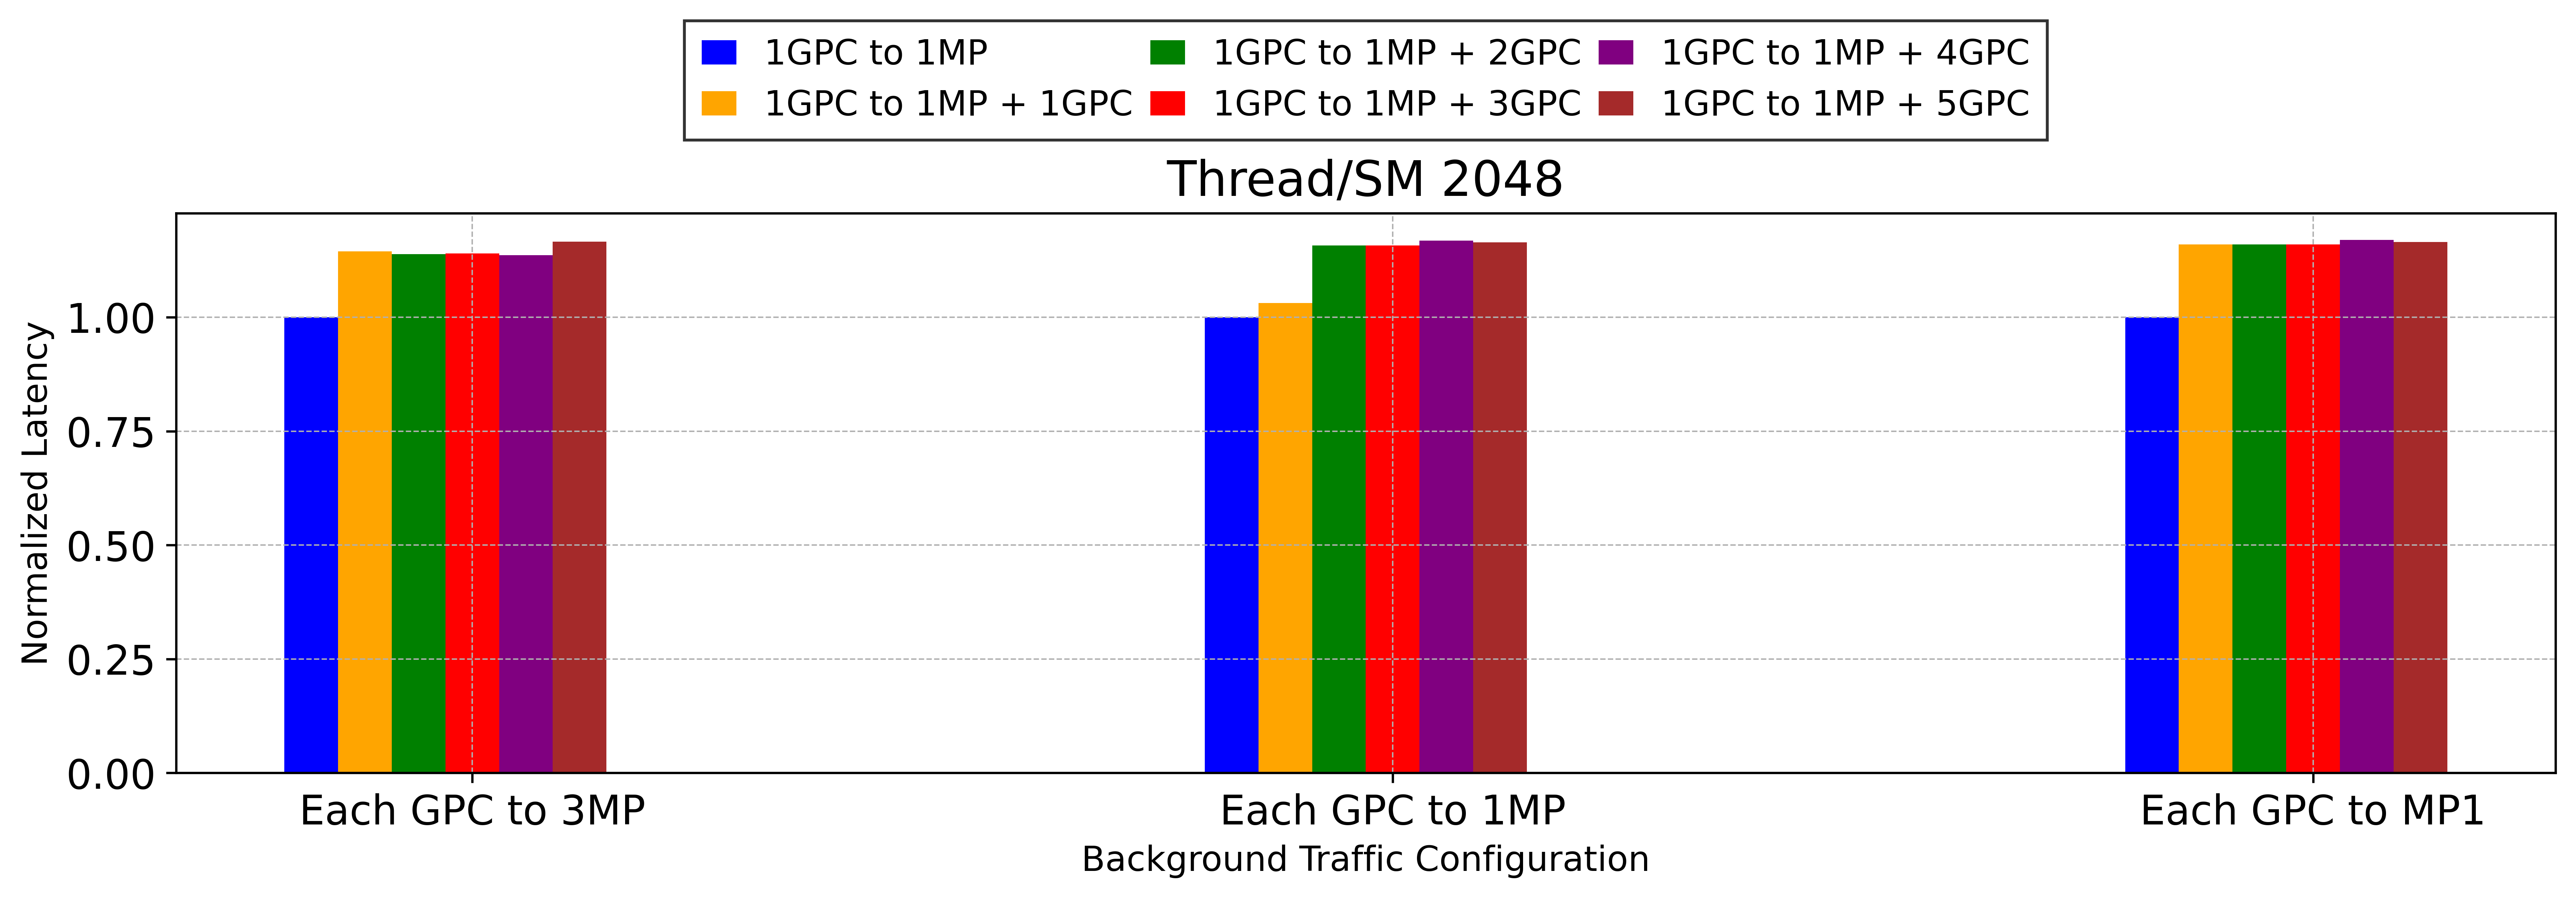 1GPC to 1MP
1GPC to 1MP + 1GPC
1GPC to 1MP + 2GPC
1GPC to 1MP + 3GPC
1GPC to 1MP + 4GPC
1GPC to 1MP + 5GPC
Thread/SM 2048
Normalized Latency
1.00
0.75
0.50
0.25
0.00
Each GPC to 3MP
Each GPC to 1MP
Each GPC to MP1
Background Traffic Configuration